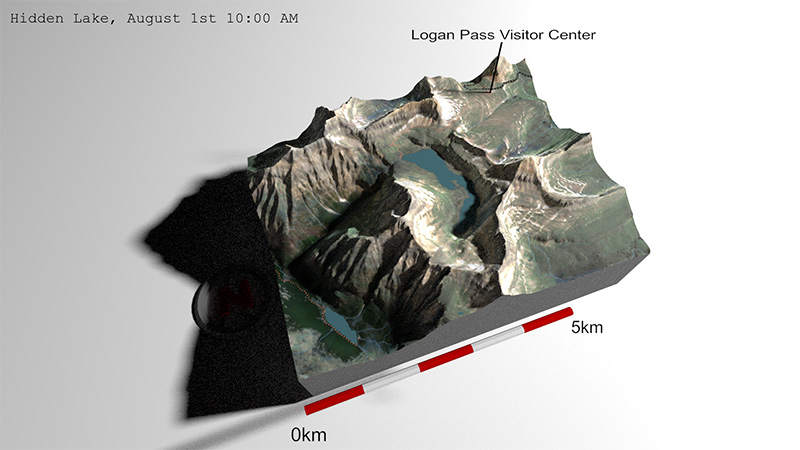 Hidden Lake, August 1st 10:00 AM
Logan Pass Visitor Center
N
5km
0km